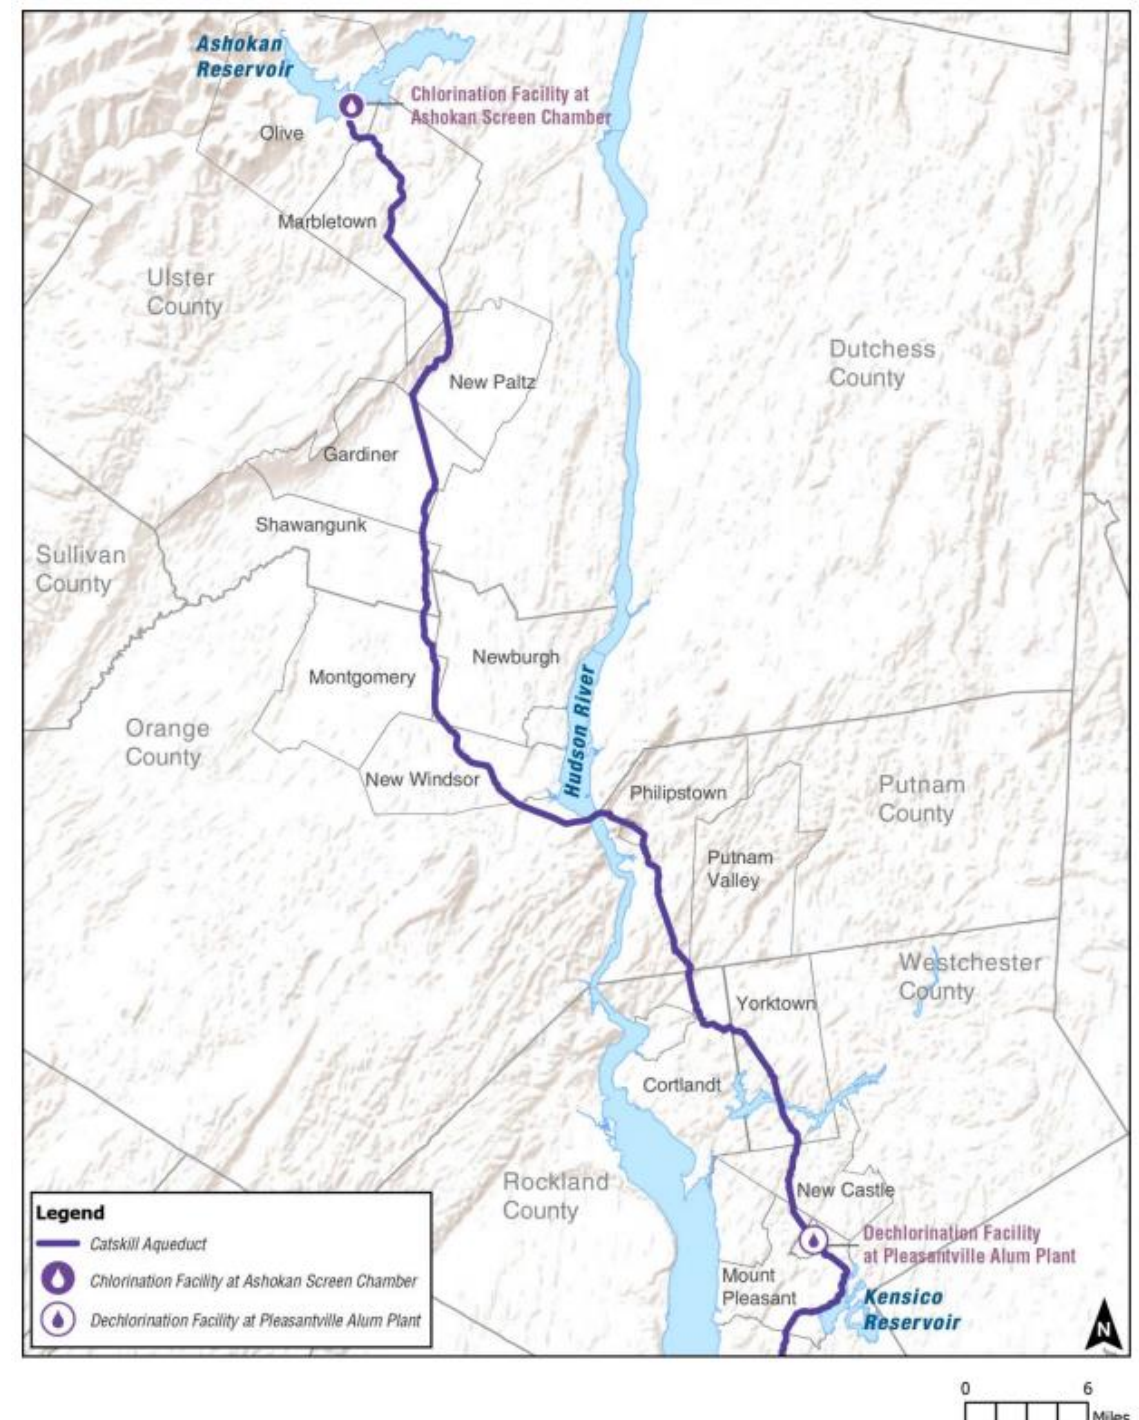 Ashokan
Reservoir
Chlorination Facility at
Ashokan Screen Chamber
Olive
Marbletown
Ulster
County
Dutchess
County
New Paltz
Gardiner
Shawangunk
Sullivan
County
Newburgh
Montgomery
Hudson River
Orange
County
New Windsor
Philipstown
Putnam
County
Putnam
Valley
Westchester
County
Yorktown
Cortlandt
Rockland
County
New Castle
Dechlorination Facility
at Pleasantville Alum Plant
Mount
Pleasant
Kensico
Reservoir
Legend
Catskill Aqueduct
Chlorination Facility at Ashokan Screen Chamber
Dechlorination Facility at Pleasantville Alum Plant
N
0 6
Miles